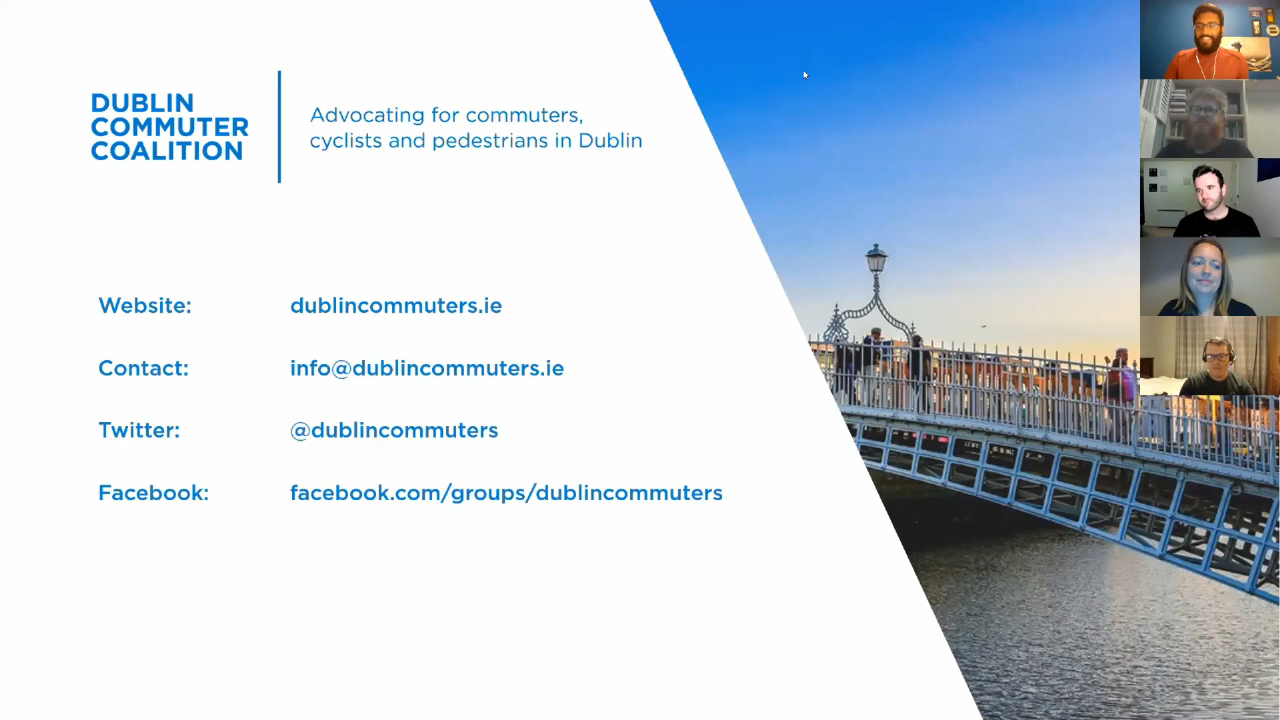 DUBLIN
COMMUTER
COALITION
Advocating for commuters,
cyclists and pedestrians in Dublin
Website: dublincommuters.ie
Contact: info@dublincommuters.ie
Twitter: @dublincommuters
Facebook: facebook.com/groups/dublincommuters